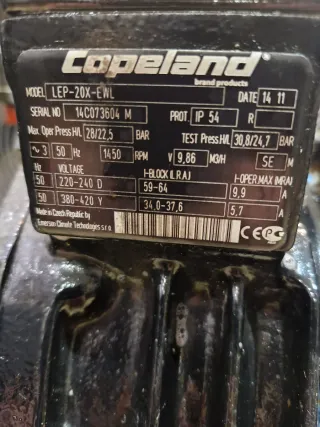 Copeland
brand products
MODEL LEP-20X-EWL DATE 14 11
SERIAL NO 14C073604 M PROT. IP 54 R
Max. Oper Press.H/L 28/22,5 BAR TEST Press.H/L 30,8/24,7 BAR
~ 3 50 Hz 1450 RPM V 9,86 M3/H SE M
Hz VOLTAGE I-BLOCK(LRA) I-OPER.MAX(MRA)
50 220-240 D 59-64 9,9 A
50 380-420 Y 34.0-37,6 5,7 A
Made in Czech Republic by
Emerson Climate Technologies s.r.o.
CE